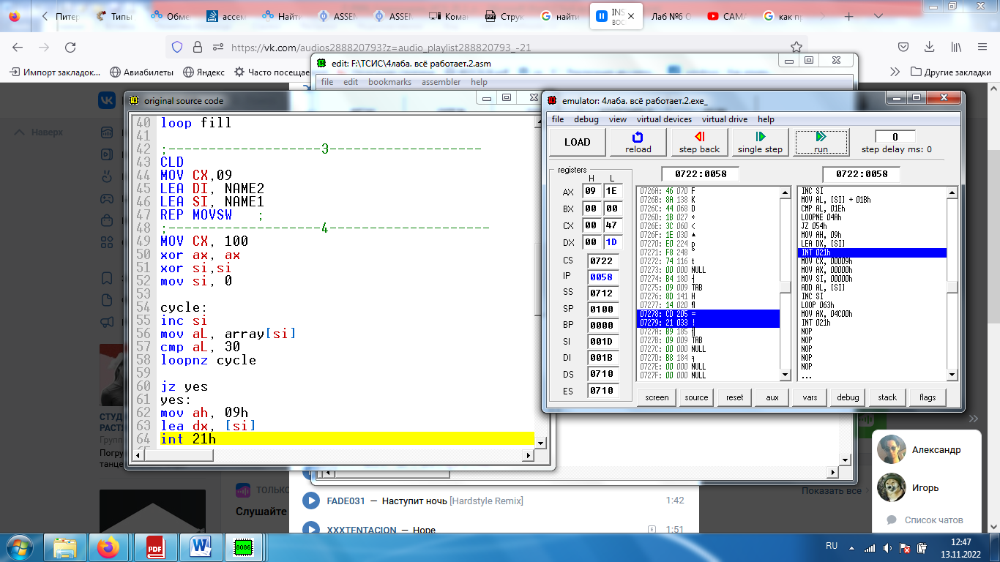 Питер
Типы
Обме
ассем
Найти
ASSEM
ASSEM
Кома
Струк
найти
INS
ВОС
Лаб №6 О
CAMA
как пр
https://vk.com/audios288820793?z=audio_playlist288820793_-21
Импорт закладок...
Авиабилеты
Яндекс
Часто посещае
Другие закладки
edit: F:\ТСИС\4лаба. всё работает.2.asm
file edit bookmarks assembler help
Наверх
original source code
40 loop fill
41
42 ;--------------------3--------------------
43 CLD
44 MOV CX,09
45 LEA DI, NAME2
46 LEA SI, NAME1
47 REP MOVSW ;
48 ;--------------------4---------------------
49 MOV CX, 100
50 xor ax, ax
51 xor si,si
52 mov si, 0
53
54 cycle:
55 inc si
56 mov aL, array[si]
57 cmp aL, 30
58 loopnz cycle
59
60 jz yes
61 yes:
62 mov ah, 09h
63 lea dx, [si]
64 int 21h
emulator: 4лаба. всё работает.2.exe_
file debug view virtual devices virtual drive help
LOAD
reload
step back
single step
run
0
step delay ms: 0
registers
H L
AX 09 1E
BX 00 00
CX 00 47
DX 00 1D
CS 0722
IP 0058
SS 0712
SP 0100
BP 0000
SI 001D
DI 001B
DS 0710
ES 0710
0722:0058
0726A: 46 070 F
0726B: 8A 138 К
0726C: 44 068 D
0726D: 1B 027 ←
0726E: 3C 060 <
0726F: 1E 030 ▲
07270: E0 224 р
07271: F8 248 °
07272: 74 116 t
07273: 00 000 NULL
07274: B4 180 ┤
07275: 09 009 TAB
07276: 8D 141 Н
07277: 14 020 ¶
07278: CD 205 =
07279: 21 033 !
0727A: B9 185 ╣
0727B: 09 009 TAB
0727C: 00 000 NULL
0727D: B8 184 ╕
0727E: 00 000 NULL
0727F: 00 000 NULL
0722:0058
INC SI
MOV AL, [SI] + 01Bh
CMP AL, 01Eh
LOOPNE 04Ah
JZ 054h
MOV AH, 09h
LEA DX, [SI]
INT 021h
MOV CX, 00009h
MOV AX, 00000h
MOV SI, 00000h
ADD AL, [SI]
INC SI
LOOP 063h
MOV AX, 04C00h
INT 021h
NOP
NOP
NOP
NOP
NOP
...
screen
source
reset
aux
vars
debug
stack
flags
СТУД
РАСТЯ
Групп
Погру
танце
ТОЛЬКО
Слушайте
FADE031 — Наступит ночь [Hardstyle Remix] 1:42
XXXTENTACION — Hope E 1:51
Показать все
Александр
Игорь
Список чатов
PDF
8086
RU
12:47
13.11.2022